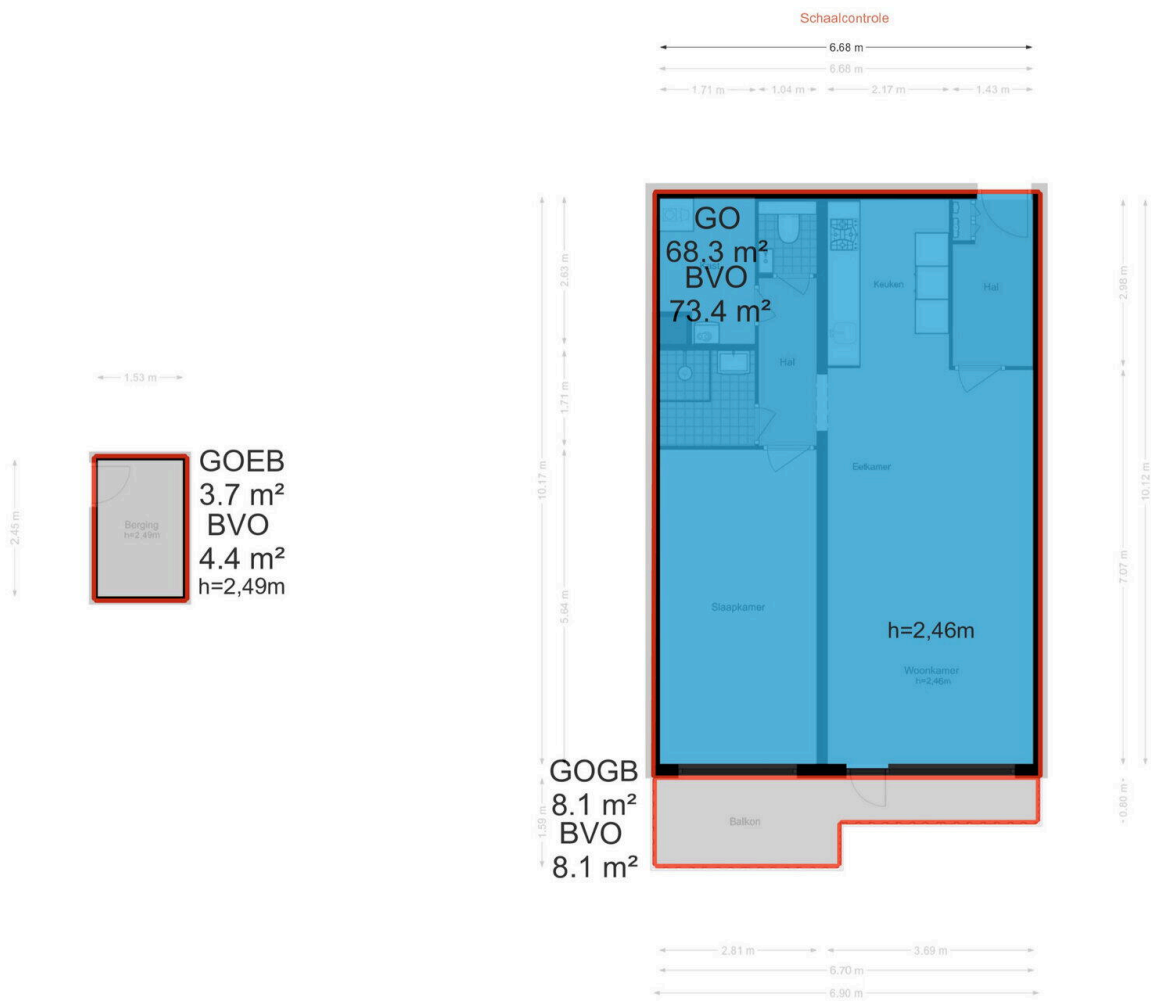 Schaalcontrole
6.68 m
6.68 m
1.71 m
1.04 m
2.17 m
1.43 m
GO
68.3 m²
BVO
73.4 m²
Keuken
Hal
Hal
2.63 m
2.98 m
1.53 m
1.71 m
GOEB
3.7 m²
BVO
4.4 m²
h=2,49m
Berging
h=2.49m
2.45 m
10.17 m
10.12 m
Eetkamer
7.07 m
5.64 m
Slaapkamer
h=2,46m
Woonkamer
h=2,46m
GOGB
8.1 m²
BVO
8.1 m²
1.59 m
Balkon
0.80 m
2.81 m
3.69 m
6.70 m
6.90 m